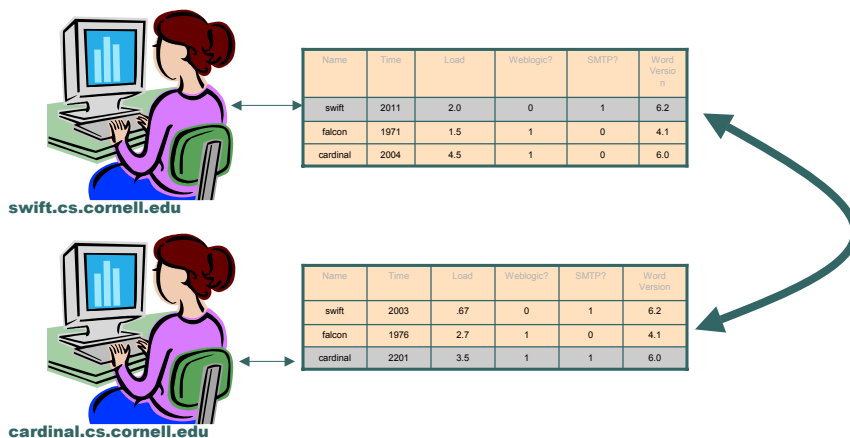 Name Time Load Weblogic? SMTP? Word
Versio
n
swift 2011 2.0 0 1 6.2
falcon 1971 1.5 1 0 4.1
cardinal 2004 4.5 1 0 6.0
swift.cs.cornell.edu
Name Time Load Weblogic? SMTP? Word
Version
swift 2003 .67 0 1 6.2
falcon 1976 2.7 1 0 4.1
cardinal 2201 3.5 1 1 6.0
cardinal.cs.cornell.edu